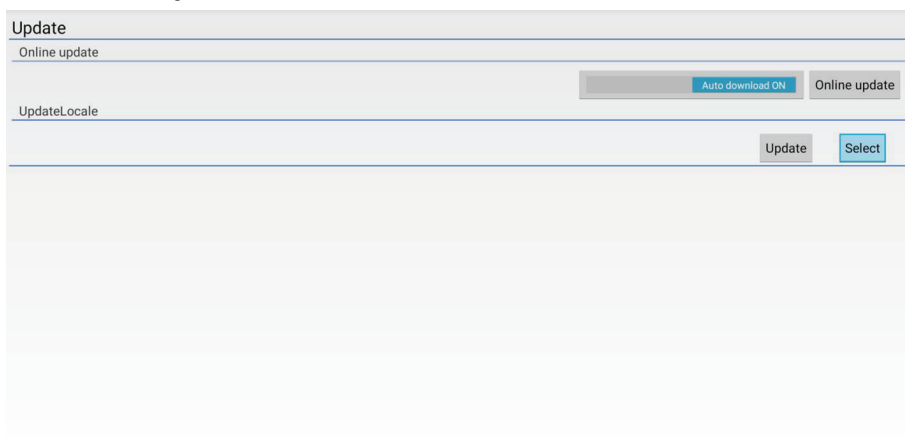 Update
Online update
Auto download ON Online update
UpdateLocale
Update Select